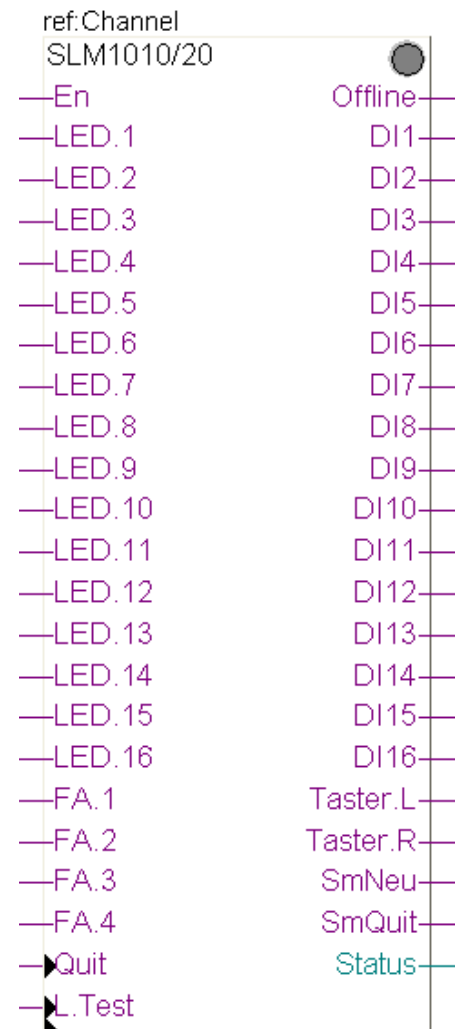 ref:Channel
SLM1010/20
En Offline
LED.1 DI1
LED.2 DI2
LED.3 DI3
LED.4 DI4
LED.5 DI5
LED.6 DI6
LED.7 DI7
LED.8 DI8
LED.9 DI9
LED.10 DI10
LED.11 DI11
LED.12 DI12
LED.13 DI13
LED.14 DI14
LED.15 DI15
LED.16 DI16
FA.1 Taster.L
FA.2 Taster.R
FA.3 SmNeu
FA.4 SmQuit
Quit Status
L.Test